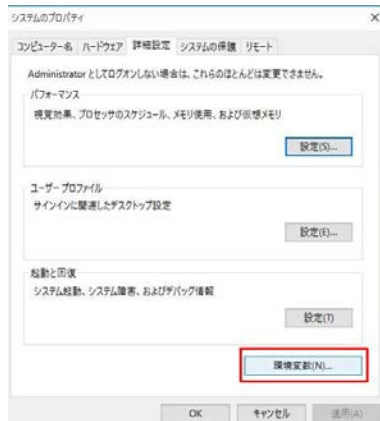 システムのプロパティ
コンピューター名 ハードウェア 詳細設定 システムの保護 リモート
Administrator としてログオンしない場合は、これらのほとんどは変更できません。
パフォーマンス
視覚効果、プロセッサのスケジュール、メモリ使用、および仮想メモリ
設定(S)...
ユーザー プロファイル
サインインに関連したデスクトップ設定
設定(E)...
起動と回復
システム起動、システム障害、およびデバッグ情報
設定(T)
環境変数(N)...
OK キャンセル 適用(A)